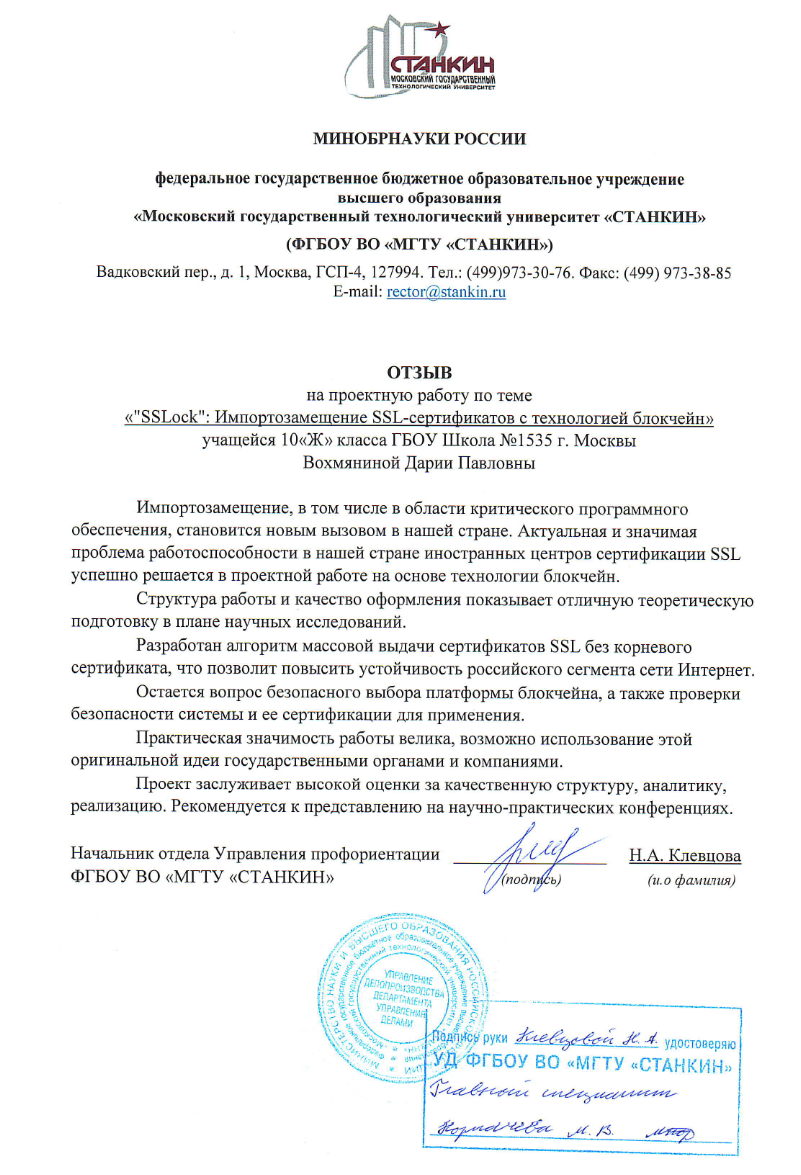 СТАНКИН
МОСКОВСКИЙ ГОСУДАРСТВЕННЫЙ
ТЕХНОЛОГИЧЕСКИЙ УНИВЕРСИТЕТ
МИНОБРНАУКИ РОССИИ
федеральное государственное бюджетное образовательное учреждение
высшего образования
«Московский государственный технологический университет «СТАНКИН»
(ФГБОУ ВО «МГТУ «СТАНКИН»)
Вадковский пер., д. 1, Москва, ГСП-4, 127994. Тел.: (499)973-30-76. Факс: (499) 973-38-85
E-mail: rector@stankin.ru
ОТЗЫВ
на проектную работу по теме
«"SSLock": Импортозамещение SSL-сертификатов с технологией блокчейн»
учащейся 10«Ж» класса ГБОУ Школа №1535 г. Москвы
Вохмяниной Дарии Павловны
Импортозамещение, в том числе в области критического программного
обеспечения, становится новым вызовом в нашей стране. Актуальная и значимая
проблема работоспособности в нашей стране иностранных центров сертификации SSL
успешно решается в проектной работе на основе технологии блокчейн.
Структура работы и качество оформления показывает отличную теоретическую
подготовку в плане научных исследований.
Разработан алгоритм массовой выдачи сертификатов SSL без корневого
сертификата, что позволит повысить устойчивость российского сегмента сети Интернет.
Остается вопрос безопасного выбора платформы блокчейна, а также проверки
безопасности системы и ее сертификации для применения.
Практическая значимость работы велика, возможно использование этой
оригинальной идеи государственными органами и компаниями.
Проект заслуживает высокой оценки за качественную структуру, аналитику,
реализацию. Рекомендуется к представлению на научно-практических конференциях.
Начальник отдела Управления профориентации Н.А. Клевцова
ФГБОУ ВО «МГТУ «СТАНКИН» (подпись) (и.о фамилия)
УПРАВЛЕНИЕ
ДЕЛОПРОИЗВОДСТВА
ДЕПАРТАМЕНТА
УПРАВЛЕНИЯ
ДЕЛАМИ
Подпись руки Клевцовой Н.А. удостоверяю
УД ФГБОУ ВО «МГТУ «СТАНКИН»
Главный специалист
М.В.